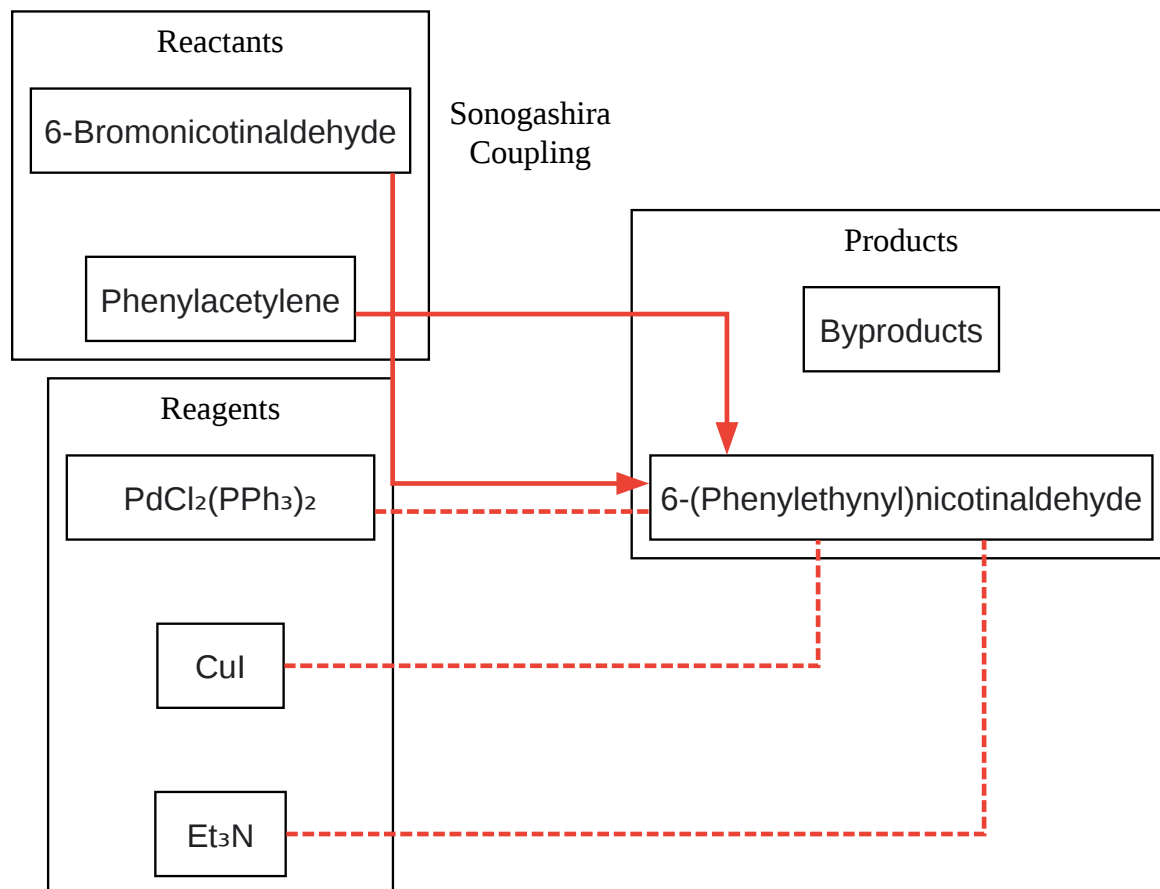 Reactants
6-Bromonicotinaldehyde
Sonogashira
Coupling
Phenylacetylene
Products
Byproducts
Reagents
PdCl₂(PPh₃)₂
6-(Phenylethynyl)nicotinaldehyde
CuI
Et₃N